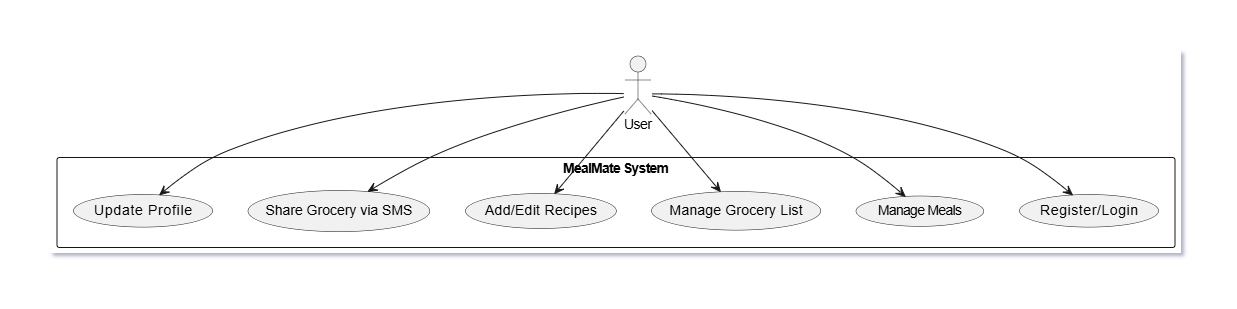 User
MealMate System
Update Profile
Share Grocery via SMS
Add/Edit Recipes
Manage Grocery List
Manage Meals
Register/Login